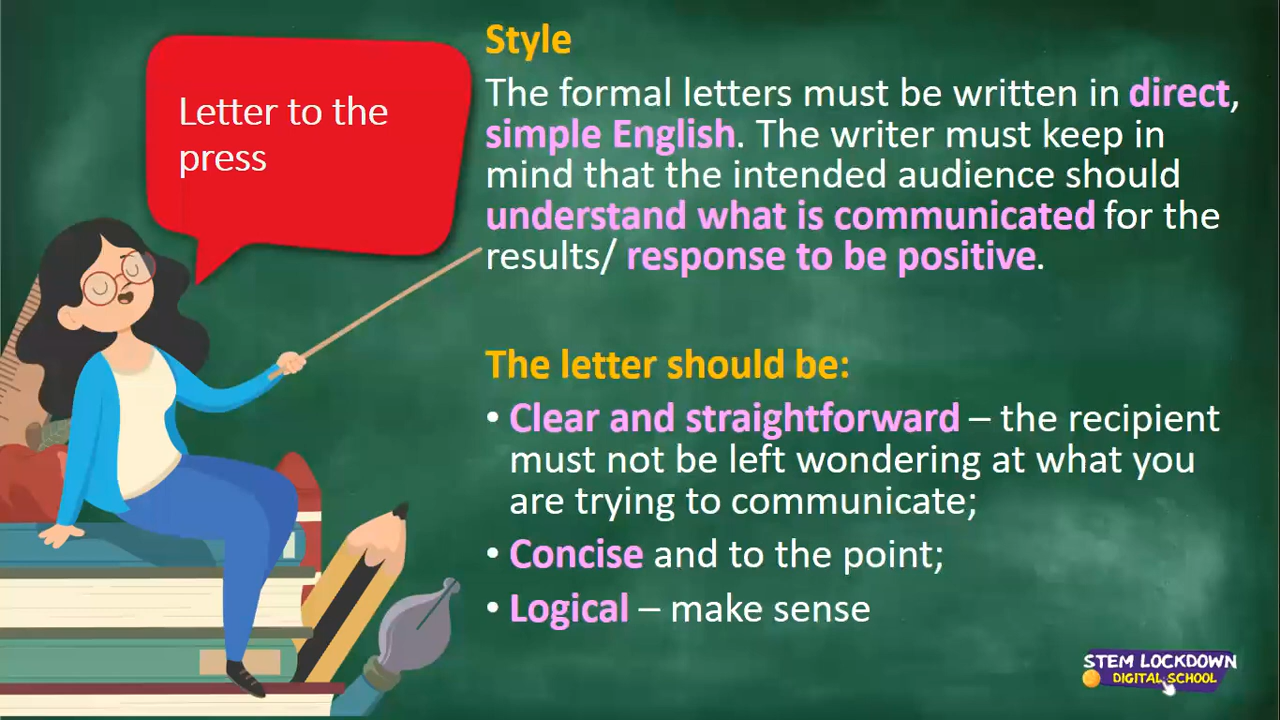 Letter to the
press
Style
The formal letters must be written in direct,
simple English. The writer must keep in
mind that the intended audience should
understand what is communicated for the
results/ response to be positive.
The letter should be:
• Clear and straightforward – the recipient
must not be left wondering at what you
are trying to communicate;
• Concise and to the point;
• Logical – make sense
STEM LOCKDOWN
DIGITAL SCHOOL